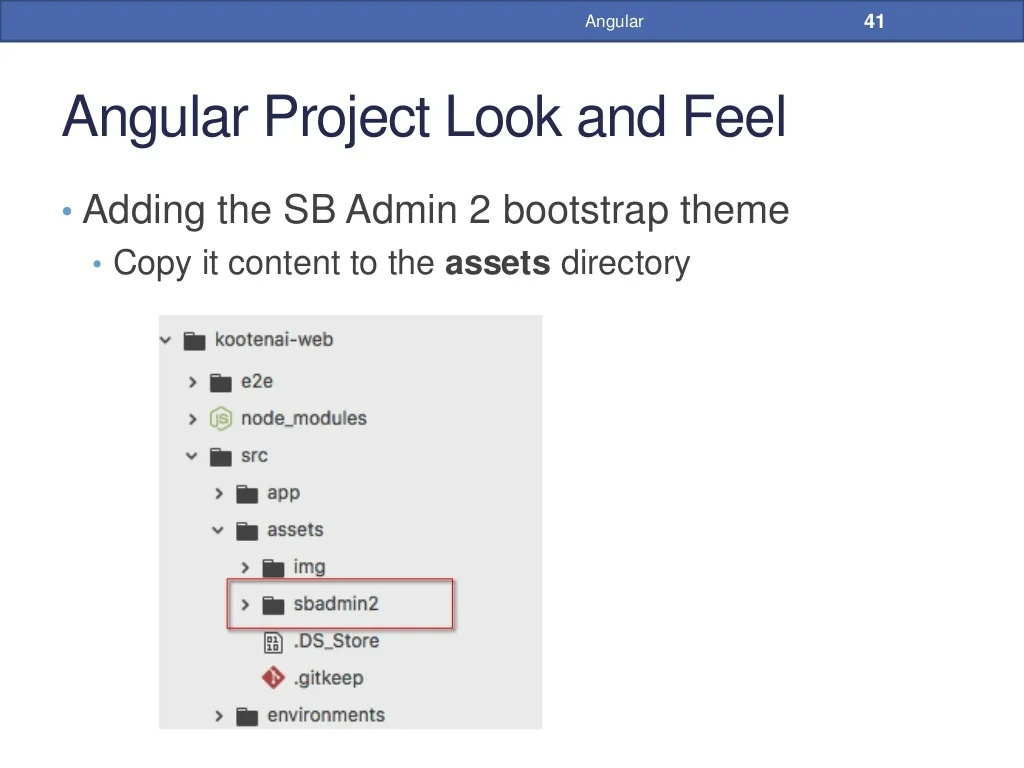 Angular 41
Angular Project Look and Feel
• Adding the SB Admin 2 bootstrap theme
• Copy it content to the assets directory
kootenai-web
e2e
JS node_modules
src
app
assets
img
sbadmin2
.DS_Store
.gitkeep
environments